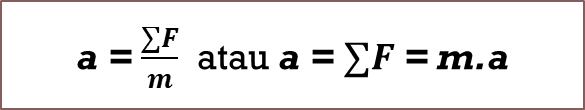 a = ∑F/m atau a = ∑F = m.a